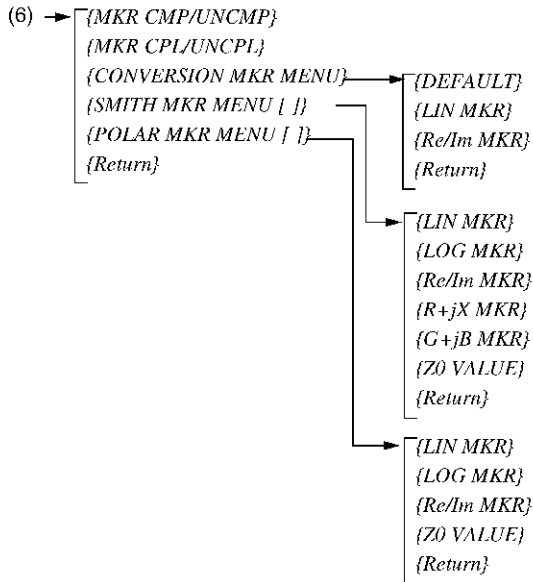 (6)
{MKR CMP/UNCMP}
{MKR CPL/UNCPL}
{CONVERSION MKR MENU}
{SMITH MKR MENU [ ]}
{POLAR MKR MENU [ ]}
{Return}
{DEFAULT}
{LIN MKR}
{Re/Im MKR}
{Return}
{LIN MKR}
{LOG MKR}
{Re/Im MKR}
{R+jX MKR}
{G+jB MKR}
{Z0 VALUE}
{Return}
{LIN MKR}
{LOG MKR}
{Re/Im MKR}
{Z0 VALUE}
{Return}